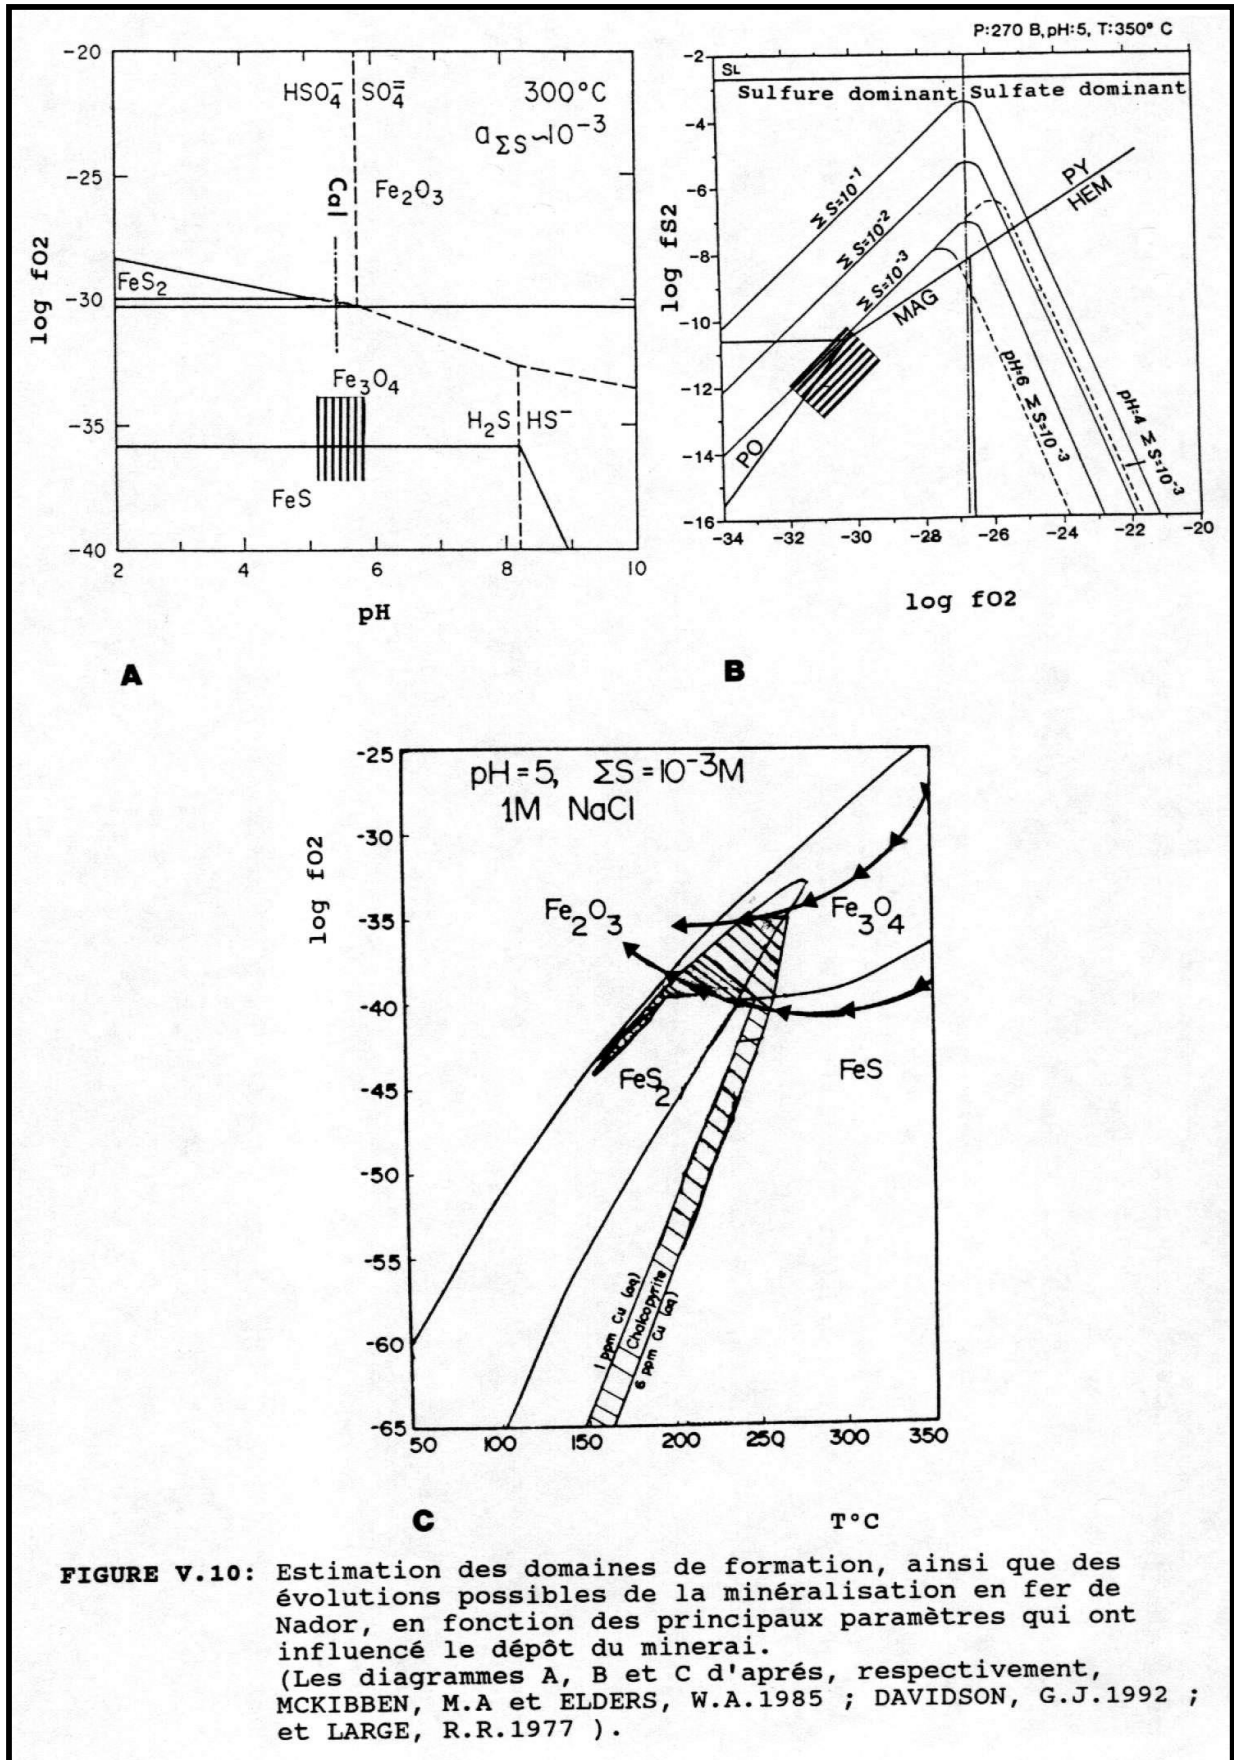 P:270 B,pH:5, T:350° C
-20
-25
-30
-35
-40
log fO2
HSO4⁻ SO4⁼
300°C
aΣS~10⁻³
Cal
Fe2O3
FeS2
Fe3O4
H2S HS⁻
FeS
2 4 6 8 10
pH
A
-2
-4
-6
-8
-10
-12
-14
-16
log fS2
SL
Sulfure dominant Sulfate dominant
Σ S=10⁻¹
Σ S=10⁻²
Σ S=10⁻³
PY
HEM
MAG
PO
pH=6 Σ S=10⁻³
pH=4 Σ S=10⁻³
-34 -32 -30 -28 -26 -24 -22 -20
log fO2
B
-25
-30
-35
-40
-45
-50
-55
-60
-65
log fO2
pH=5, ΣS=10⁻³M
1M NaCl
Fe2O3
Fe3O4
FeS2
FeS
1 ppm Cu (aq)
Chalcopyrite
6 ppm Cu (aq)
50 100 150 200 250 300 350
C
T°C
FIGURE V.10: Estimation des domaines de formation, ainsi que des
évolutions possibles de la minéralisation en fer de
Nador, en fonction des principaux paramètres qui ont
influencé le dépôt du minerai.
(Les diagrammes A, B et C d'aprés, respectivement,
MCKIBBEN, M.A et ELDERS, W.A.1985 ; DAVIDSON, G.J.1992 ;
et LARGE, R.R.1977 ).